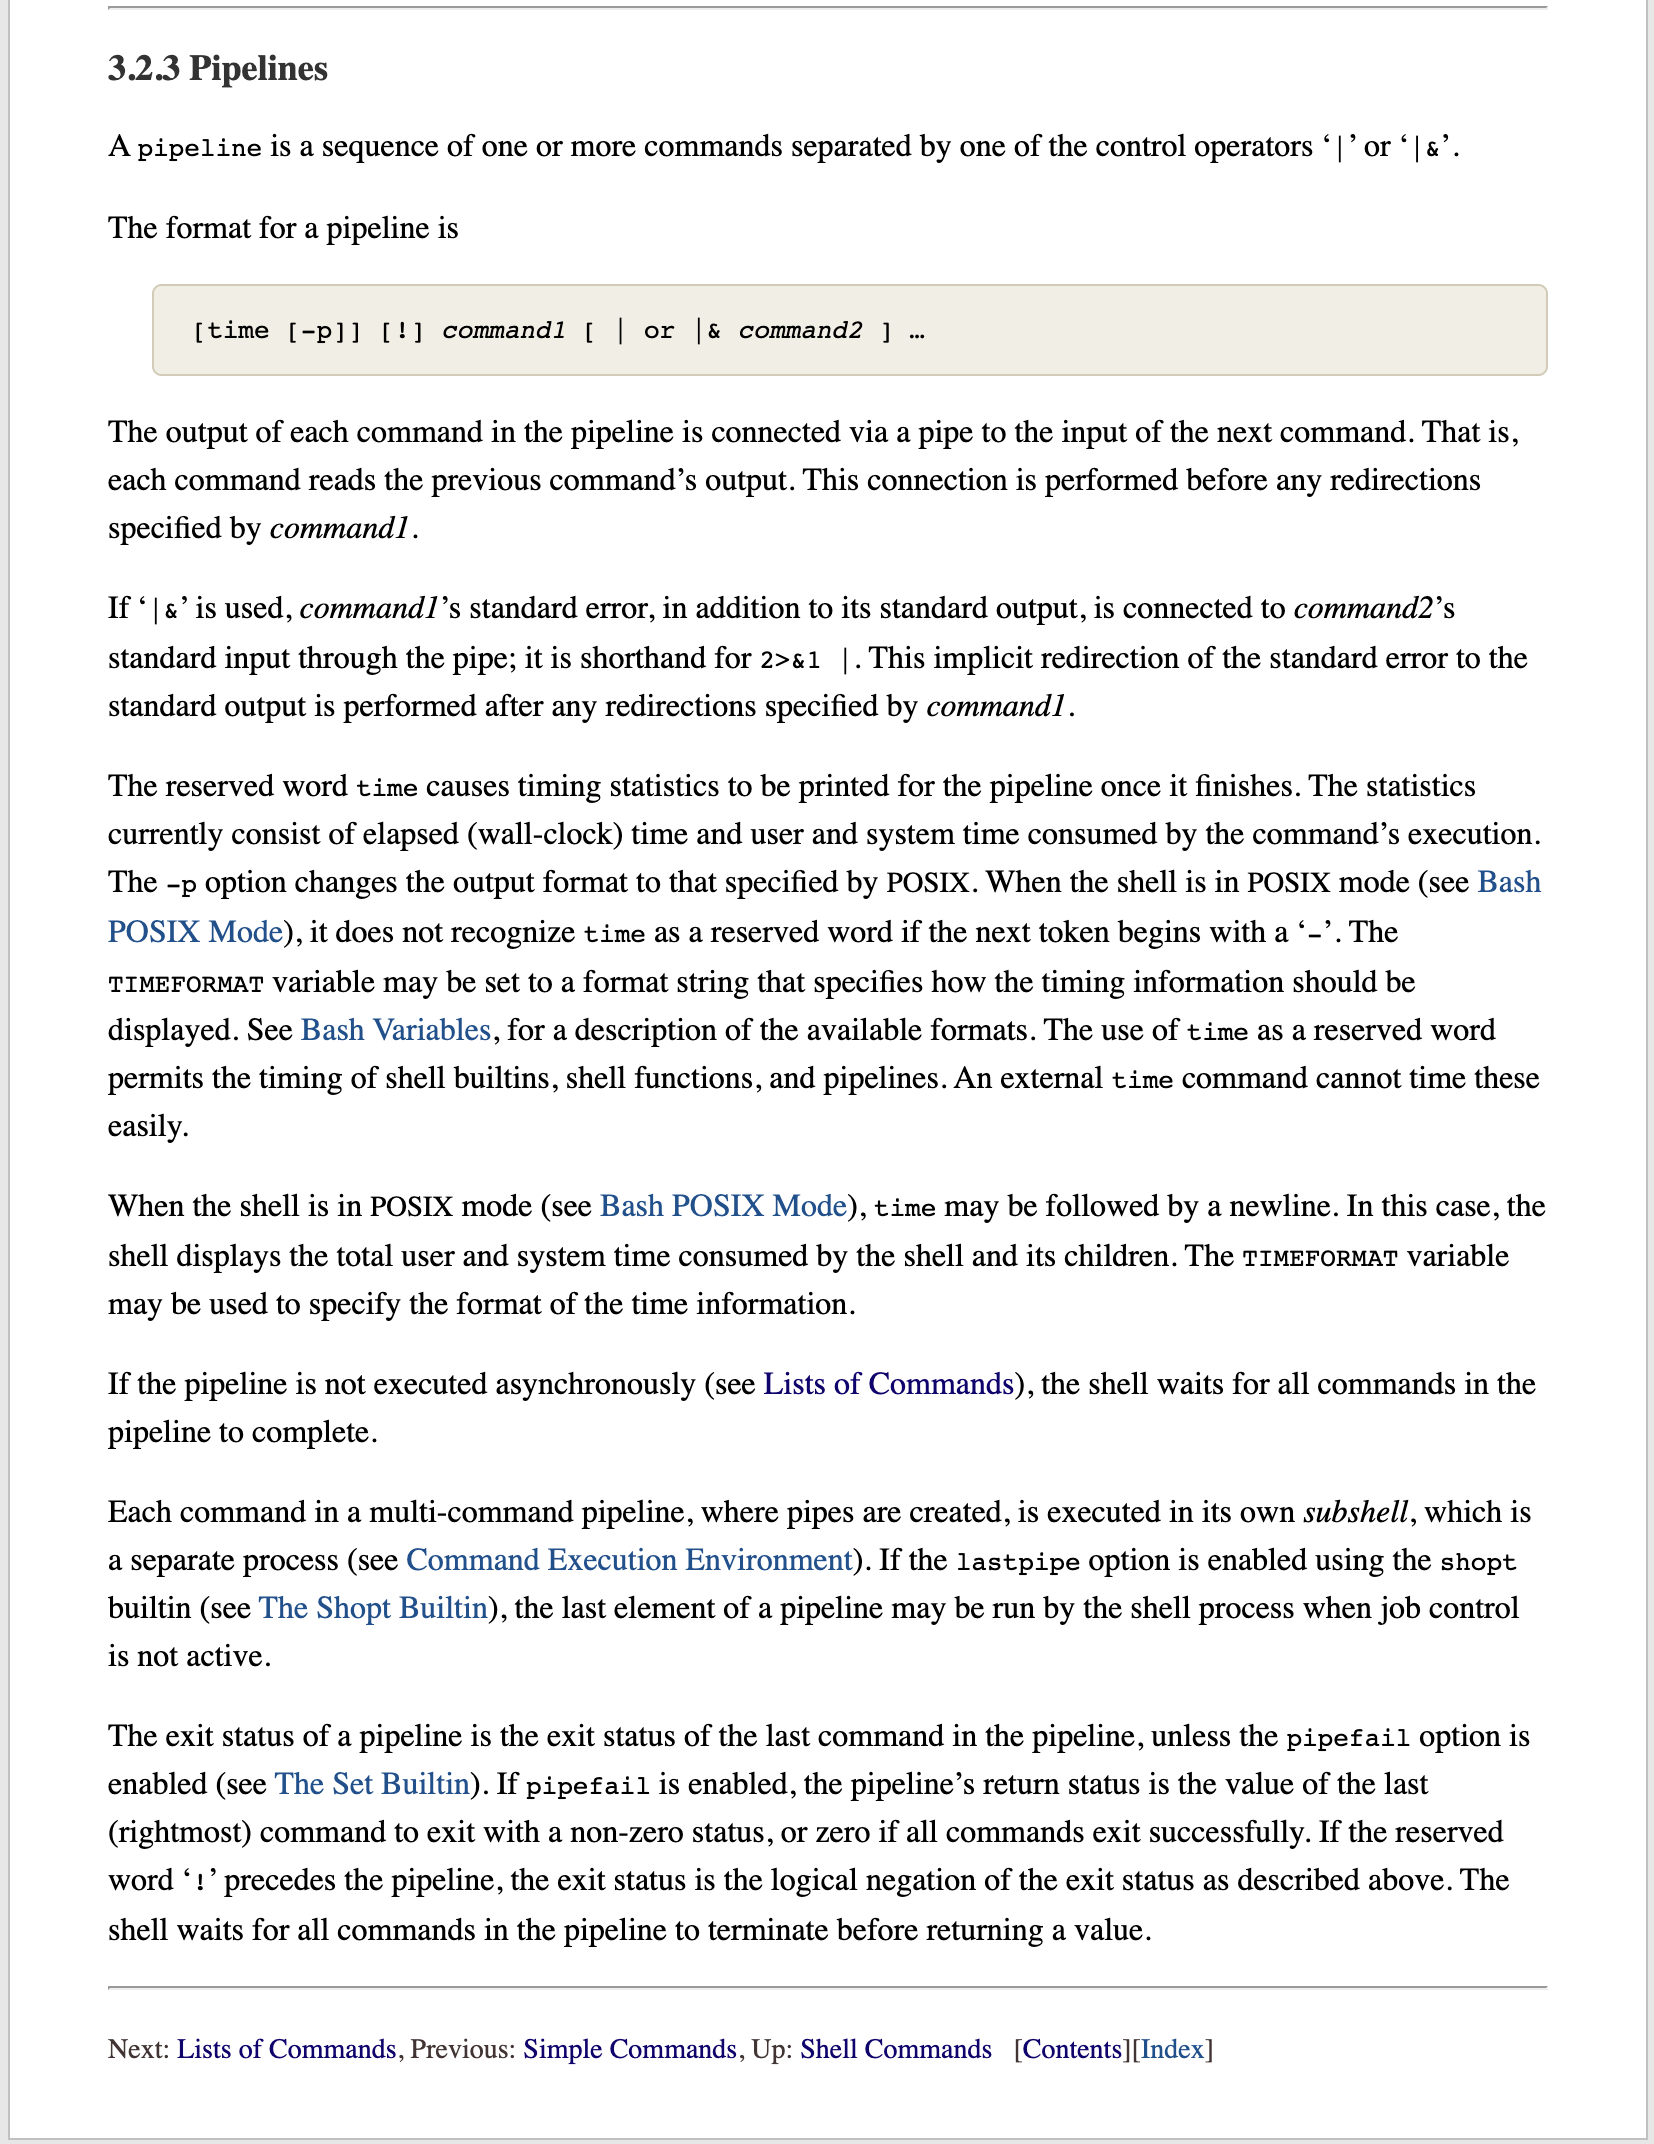 3.2.3 Pipelines
A pipeline is a sequence of one or more commands separated by one of the control operators ‘|’ or ‘|&’.
The format for a pipeline is
[time [-p]] [!] command1 [ | or |& command2 ] …
The output of each command in the pipeline is connected via a pipe to the input of the next command. That is,
each command reads the previous command’s output. This connection is performed before any redirections
specified by command1.
If ‘|&’ is used, command1’s standard error, in addition to its standard output, is connected to command2’s
standard input through the pipe; it is shorthand for 2>&1 |. This implicit redirection of the standard error to the
standard output is performed after any redirections specified by command1.
The reserved word time causes timing statistics to be printed for the pipeline once it finishes. The statistics
currently consist of elapsed (wall-clock) time and user and system time consumed by the command’s execution.
The -p option changes the output format to that specified by POSIX. When the shell is in POSIX mode (see Bash
POSIX Mode), it does not recognize time as a reserved word if the next token begins with a ‘-’. The
TIMEFORMAT variable may be set to a format string that specifies how the timing information should be
displayed. See Bash Variables, for a description of the available formats. The use of time as a reserved word
permits the timing of shell builtins, shell functions, and pipelines. An external time command cannot time these
easily.
When the shell is in POSIX mode (see Bash POSIX Mode), time may be followed by a newline. In this case, the
shell displays the total user and system time consumed by the shell and its children. The TIMEFORMAT variable
may be used to specify the format of the time information.
If the pipeline is not executed asynchronously (see Lists of Commands), the shell waits for all commands in the
pipeline to complete.
Each command in a multi-command pipeline, where pipes are created, is executed in its own subshell, which is
a separate process (see Command Execution Environment). If the lastpipe option is enabled using the shopt
builtin (see The Shopt Builtin), the last element of a pipeline may be run by the shell process when job control
is not active.
The exit status of a pipeline is the exit status of the last command in the pipeline, unless the pipefail option is
enabled (see The Set Builtin). If pipefail is enabled, the pipeline’s return status is the value of the last
(rightmost) command to exit with a non-zero status, or zero if all commands exit successfully. If the reserved
word ‘!’ precedes the pipeline, the exit status is the logical negation of the exit status as described above. The
shell waits for all commands in the pipeline to terminate before returning a value.
Next: Lists of Commands, Previous: Simple Commands, Up: Shell Commands [Contents][Index]